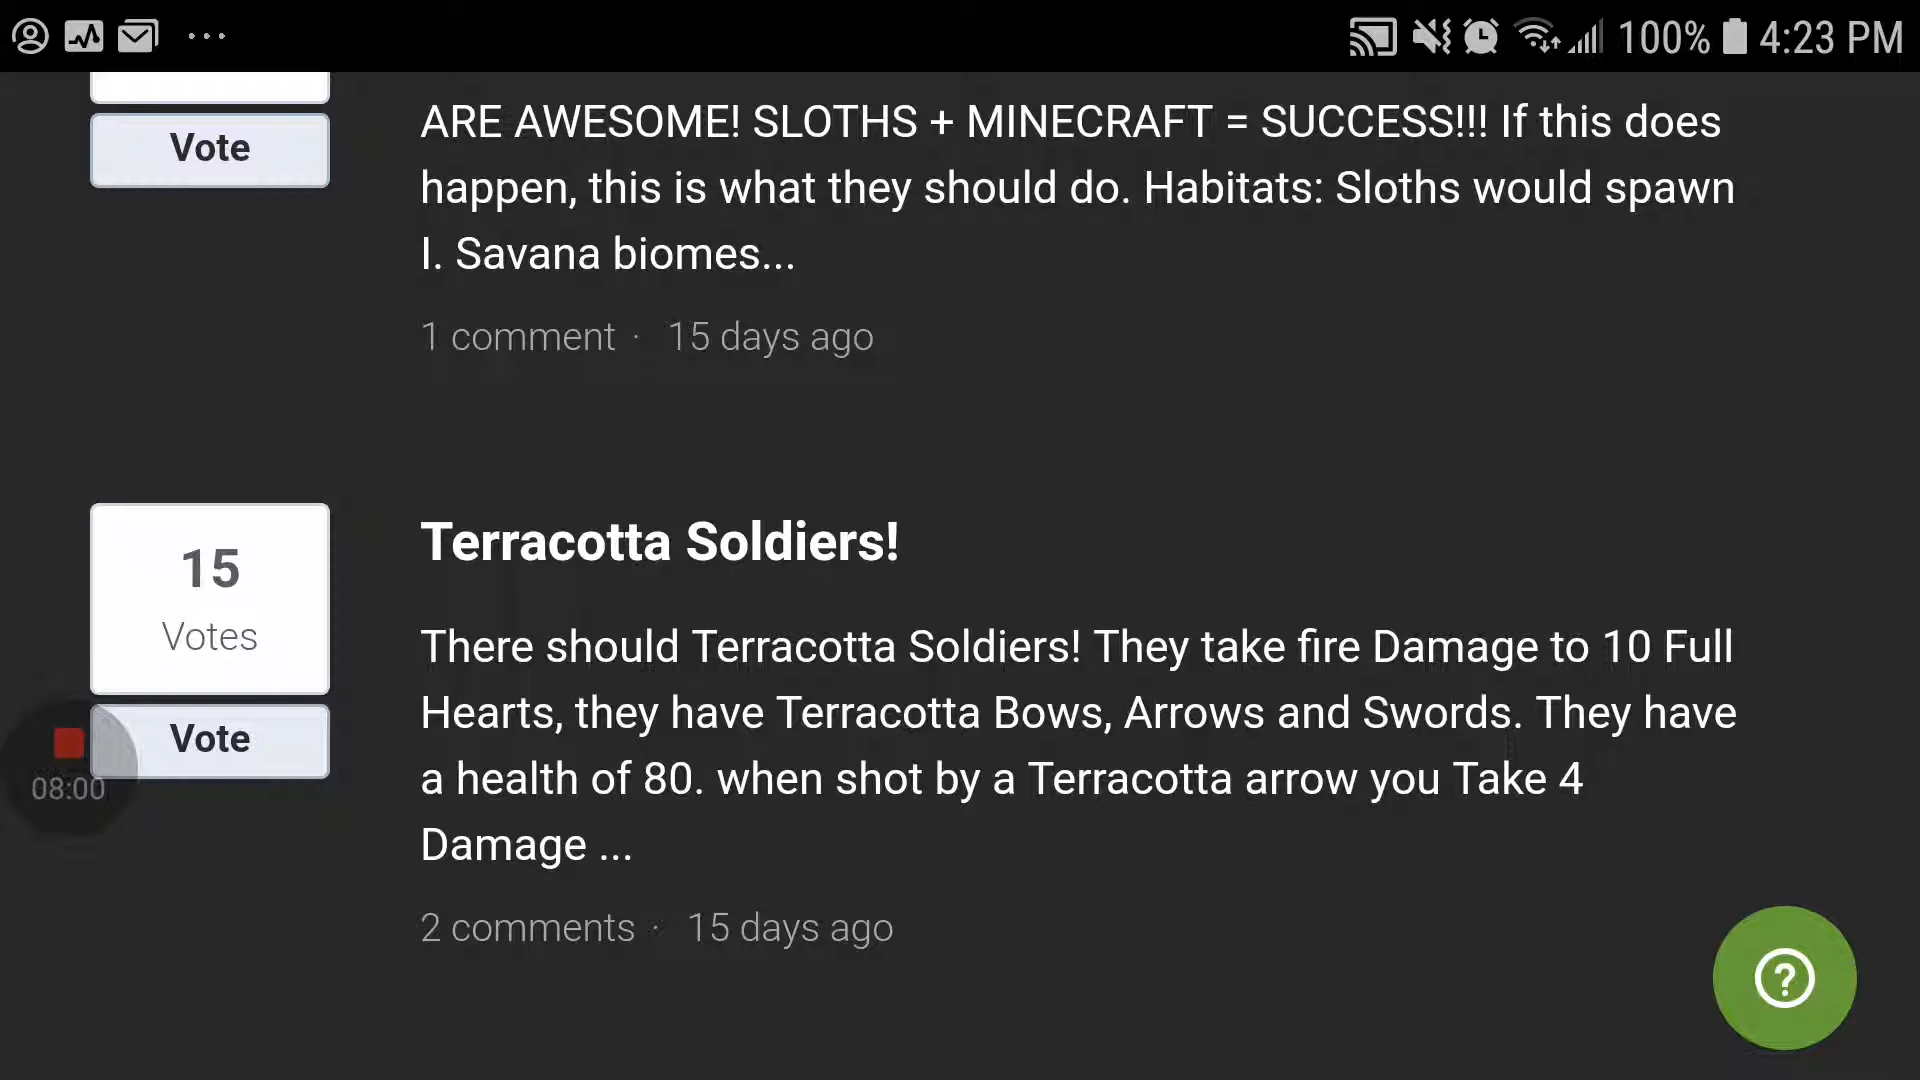 100% 4:23 PM
ARE AWESOME! SLOTHS + MINECRAFT = SUCCESS!!! If this does
Vote
happen, this is what they should do. Habitats: Sloths would spawn
I. Savana biomes...
1 comment · 15 days ago
15
Votes
Vote
Terracotta Soldiers!
There should Terracotta Soldiers! They take fire Damage to 10 Full
Hearts, they have Terracotta Bows, Arrows and Swords. They have
a health of 80. when shot by a Terracotta arrow you Take 4
Damage ...
2 comments · 15 days ago
08:00